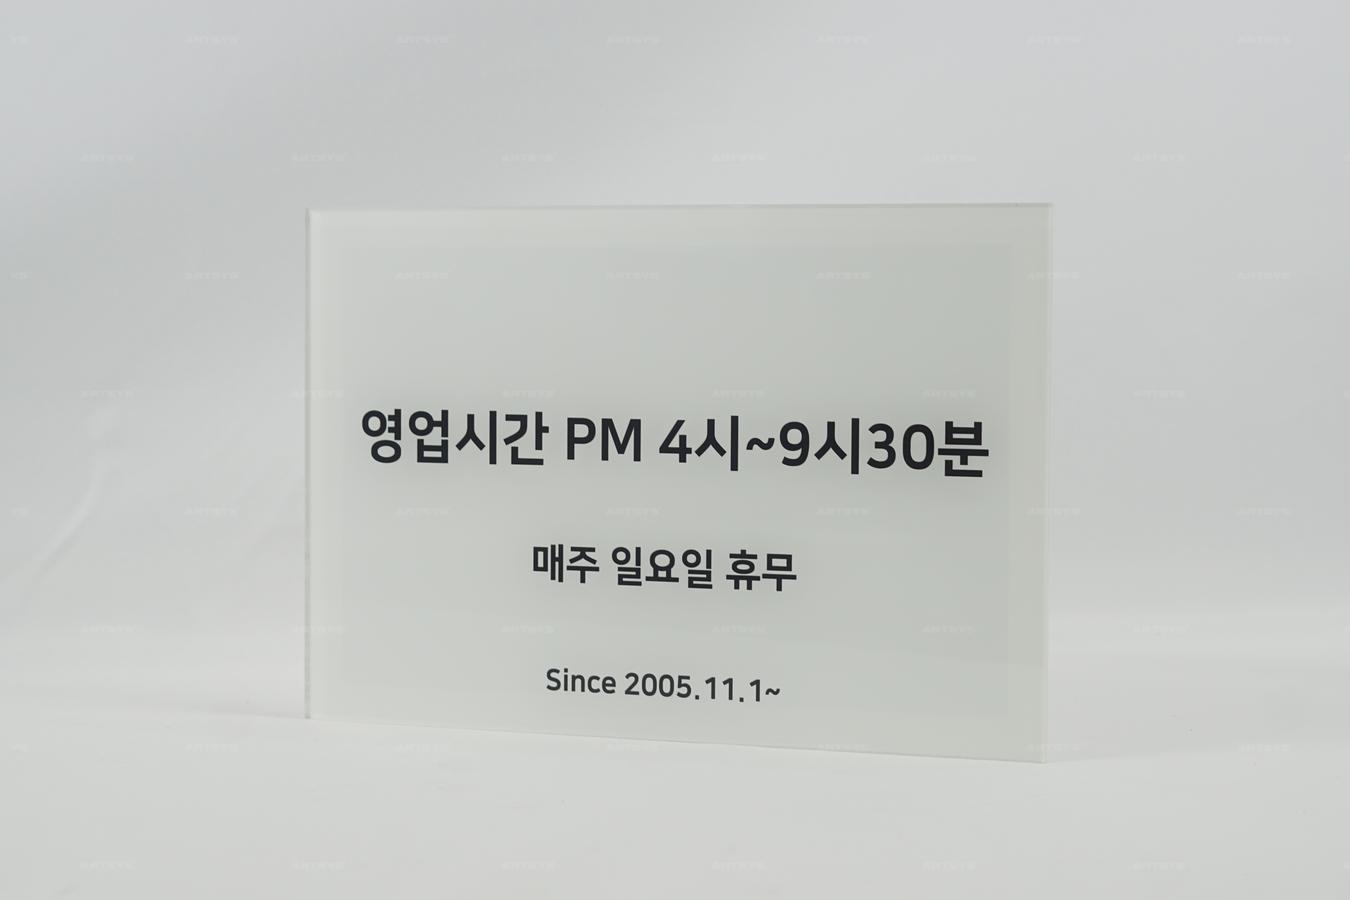 영업시간 PM 4시~9시30분
매주 일요일 휴무
Since 2005.11.1~